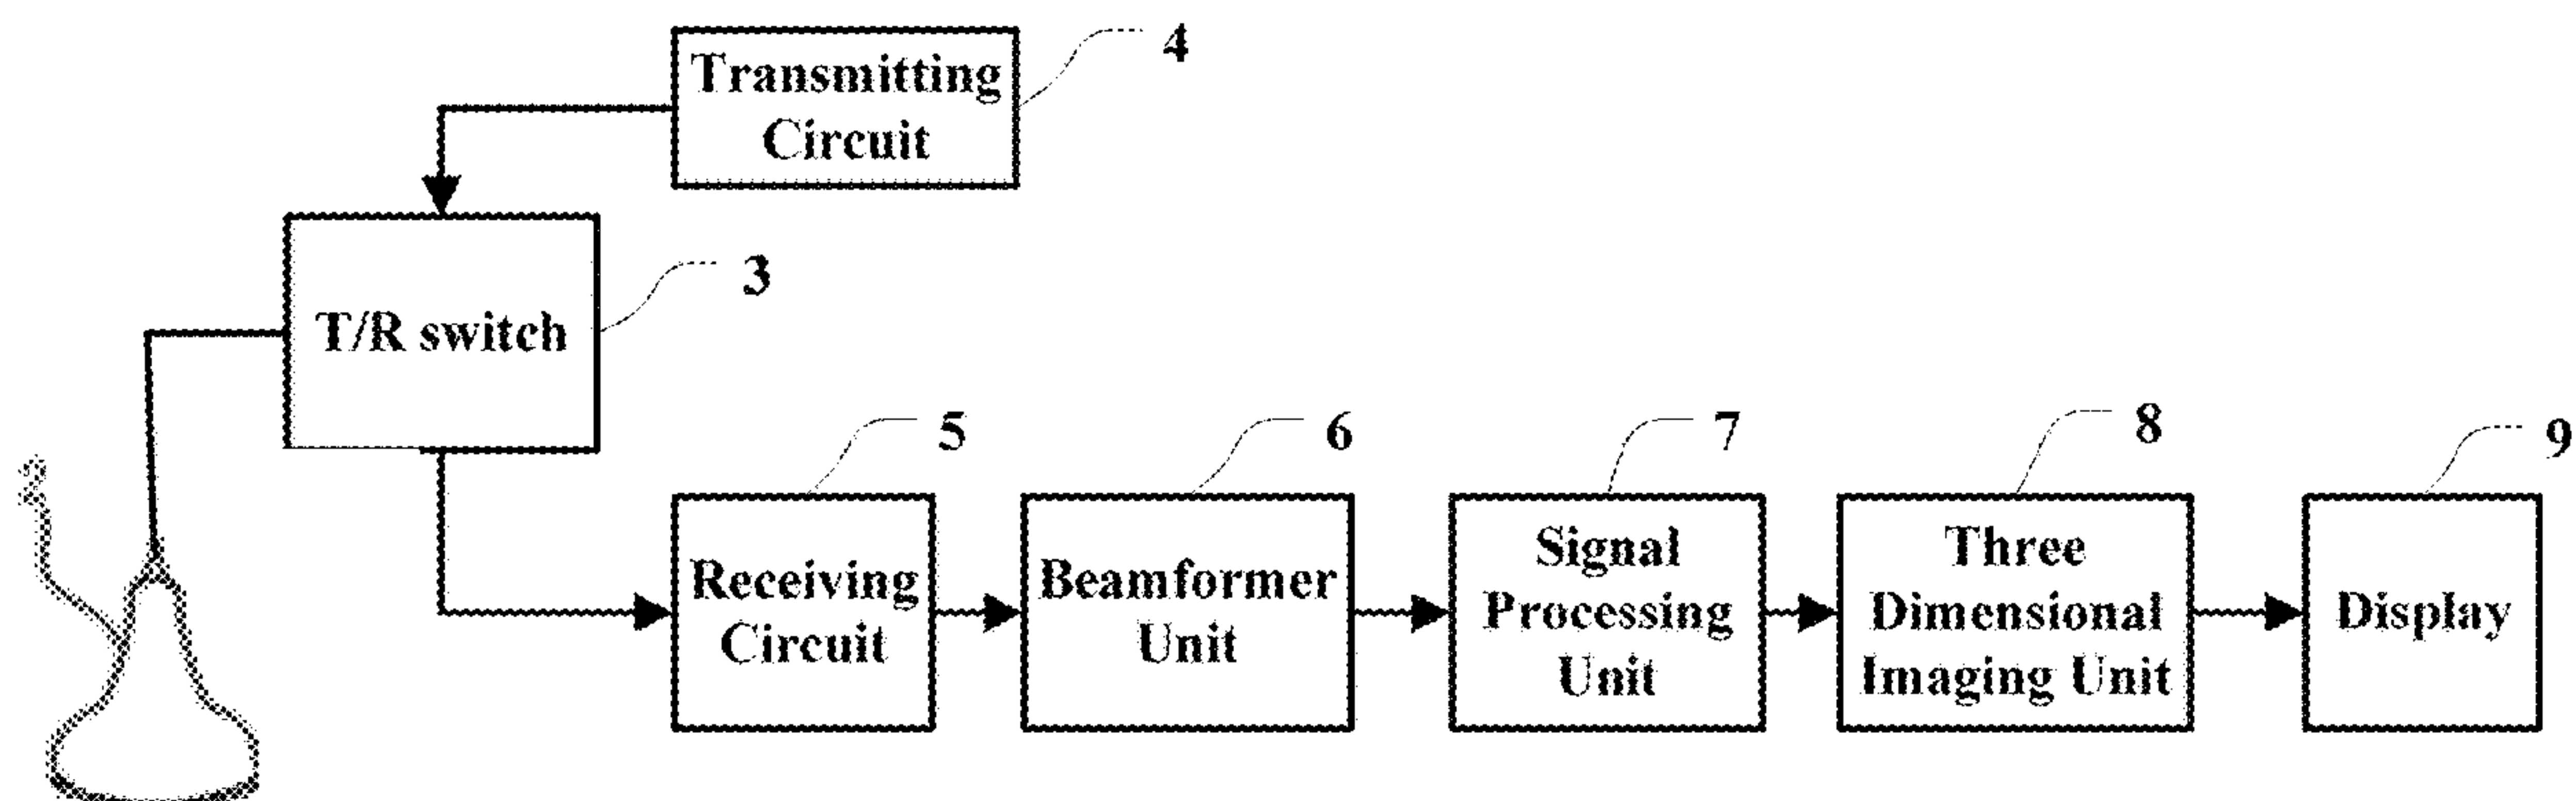 Transmitting
Circuit
4
T/R switch
3
2
Receiving
Circuit
5
Beamformer
Unit
6
Signal
Processing
Unit
7
Three
Dimensional
Imaging Unit
8
Display
9